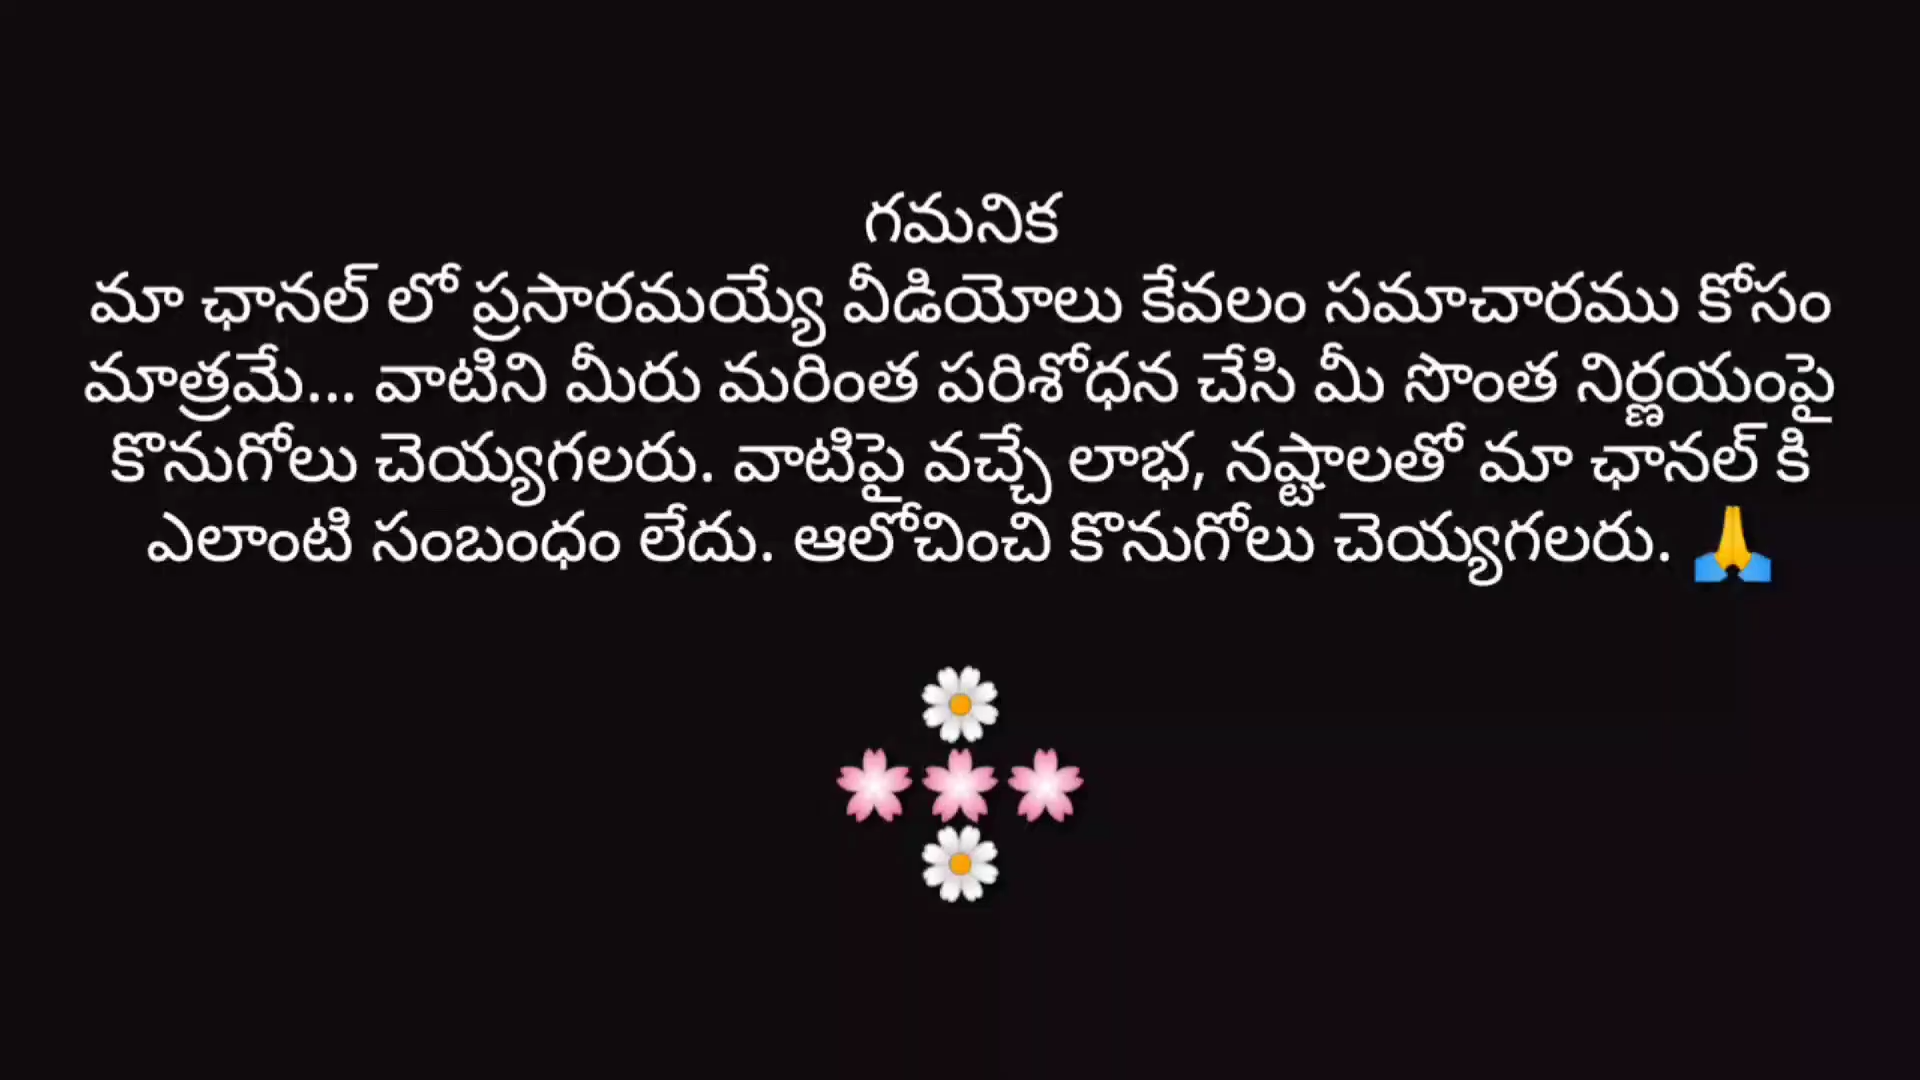 గమనిక
మా ఛానల్ లో ప్రసారమయ్యే వీడియోలు కేవలం సమాచారము కోసం
మాత్రమే... వాటిని మీరు మరింత పరిశోధన చేసి మీ సొంత నిర్ణయంపై
కొనుగోలు చెయ్యగలరు. వాటిపై వచ్చే లాభ, నష్టాలతో మా ఛానల్ కి
ఎలాంటి సంబంధం లేదు. ఆలోచించి కొనుగోలు చెయ్యగలరు. 🙏